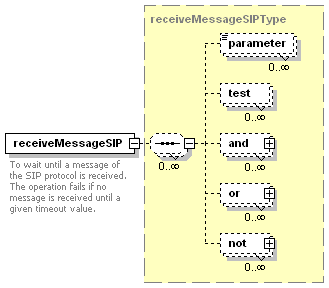 receiveMessageSIPType
parameter
0..∞
test
0..∞
receiveMessageSIP
0..∞
and
0..∞
To wait until a message of
the SIP protocol is received.
The operation fails if no
message is received until a
given timeout value.
or
0..∞
not
0..∞